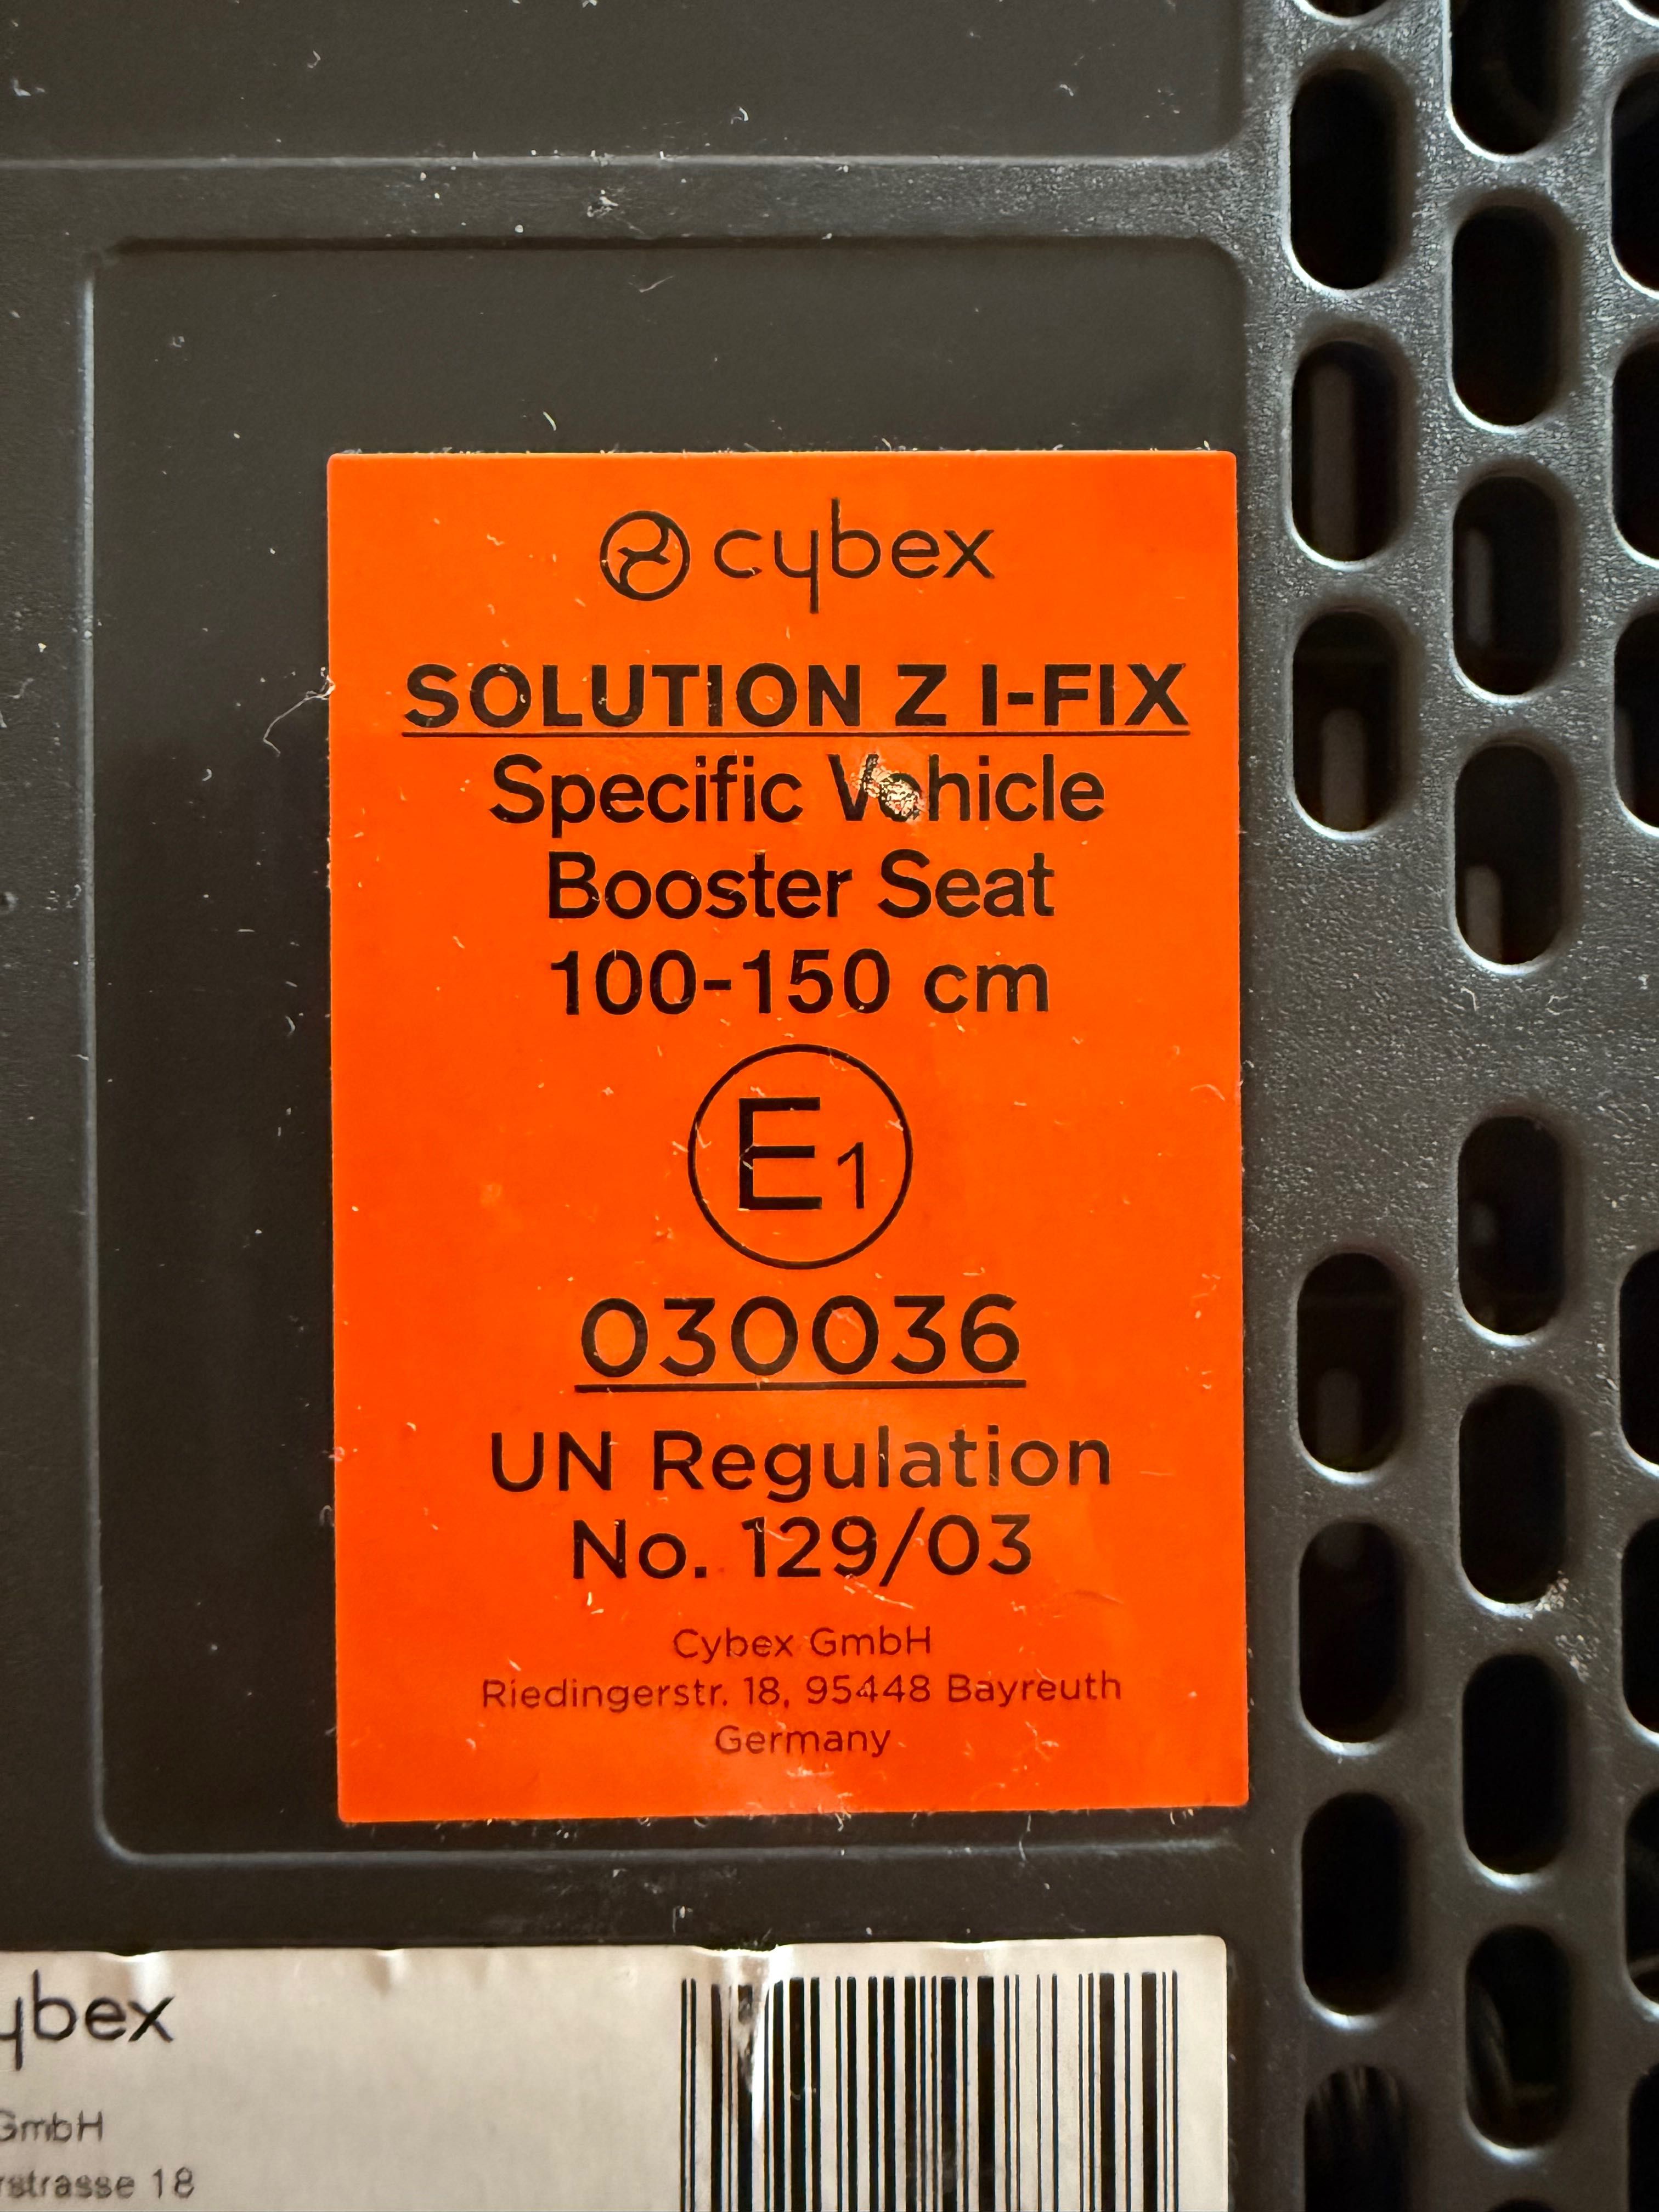 cybex
SOLUTION Z I-FIX
Specific Vehicle
Booster Seat
100-150 cm
E1
030036
UN Regulation
No. 129/03
Cybex GmbH
Riedingerstr. 18, 95448 Bayreuth
Germany
ybex
GmbH
rstrasse 18